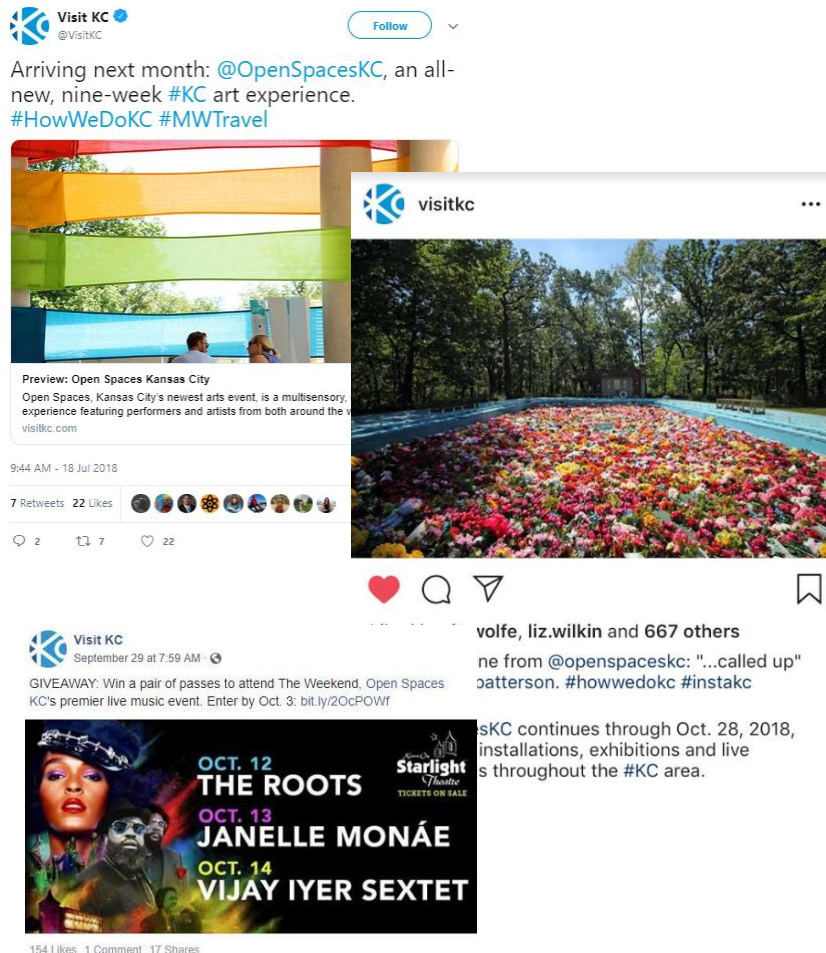 Visit KC
@VisitKC
Follow
Arriving next month: @OpenSpacesKC, an all-
new, nine-week #KC art experience.
#HowWeDoKC #MWTravel
Preview: Open Spaces Kansas City
Open Spaces, Kansas City's newest arts event, is a multisensory,
experience featuring performers and artists from both around the
visitkc.com
9:44 AM - 18 Jul 2018
7 Retweets 22 Likes
2 7 22
visitkc
wolfe, liz.wilkin and 667 others
ne from @openspaceskc: "...called up"
patterson. #howwedokc #instakc
sKC continues through Oct. 28, 2018,
installations, exhibitions and live
s throughout the #KC area.
Visit KC
September 29 at 7:59 AM ·
GIVEAWAY: Win a pair of passes to attend The Weekend, Open Spaces
KC's premier live music event. Enter by Oct. 3: bit.ly/2OcPOWf
OCT. 12
THE ROOTS
OCT. 13
JANELLE MONÁE
OCT. 14
VIJAY IYER SEXTET
Starlight
Theatre
TICKETS ON SALE
154 Likes 1 Comment 17 Shares